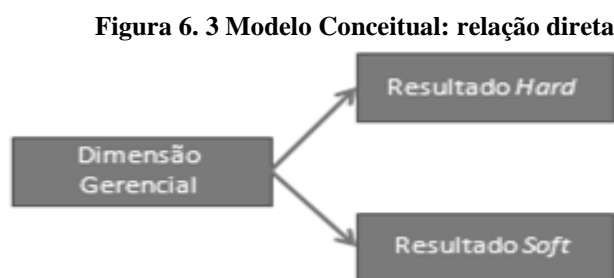 Figura 6. 3 Modelo Conceitual: relação direta
Resultado Hard
Dimensão
Gerencial
Resultado Soft